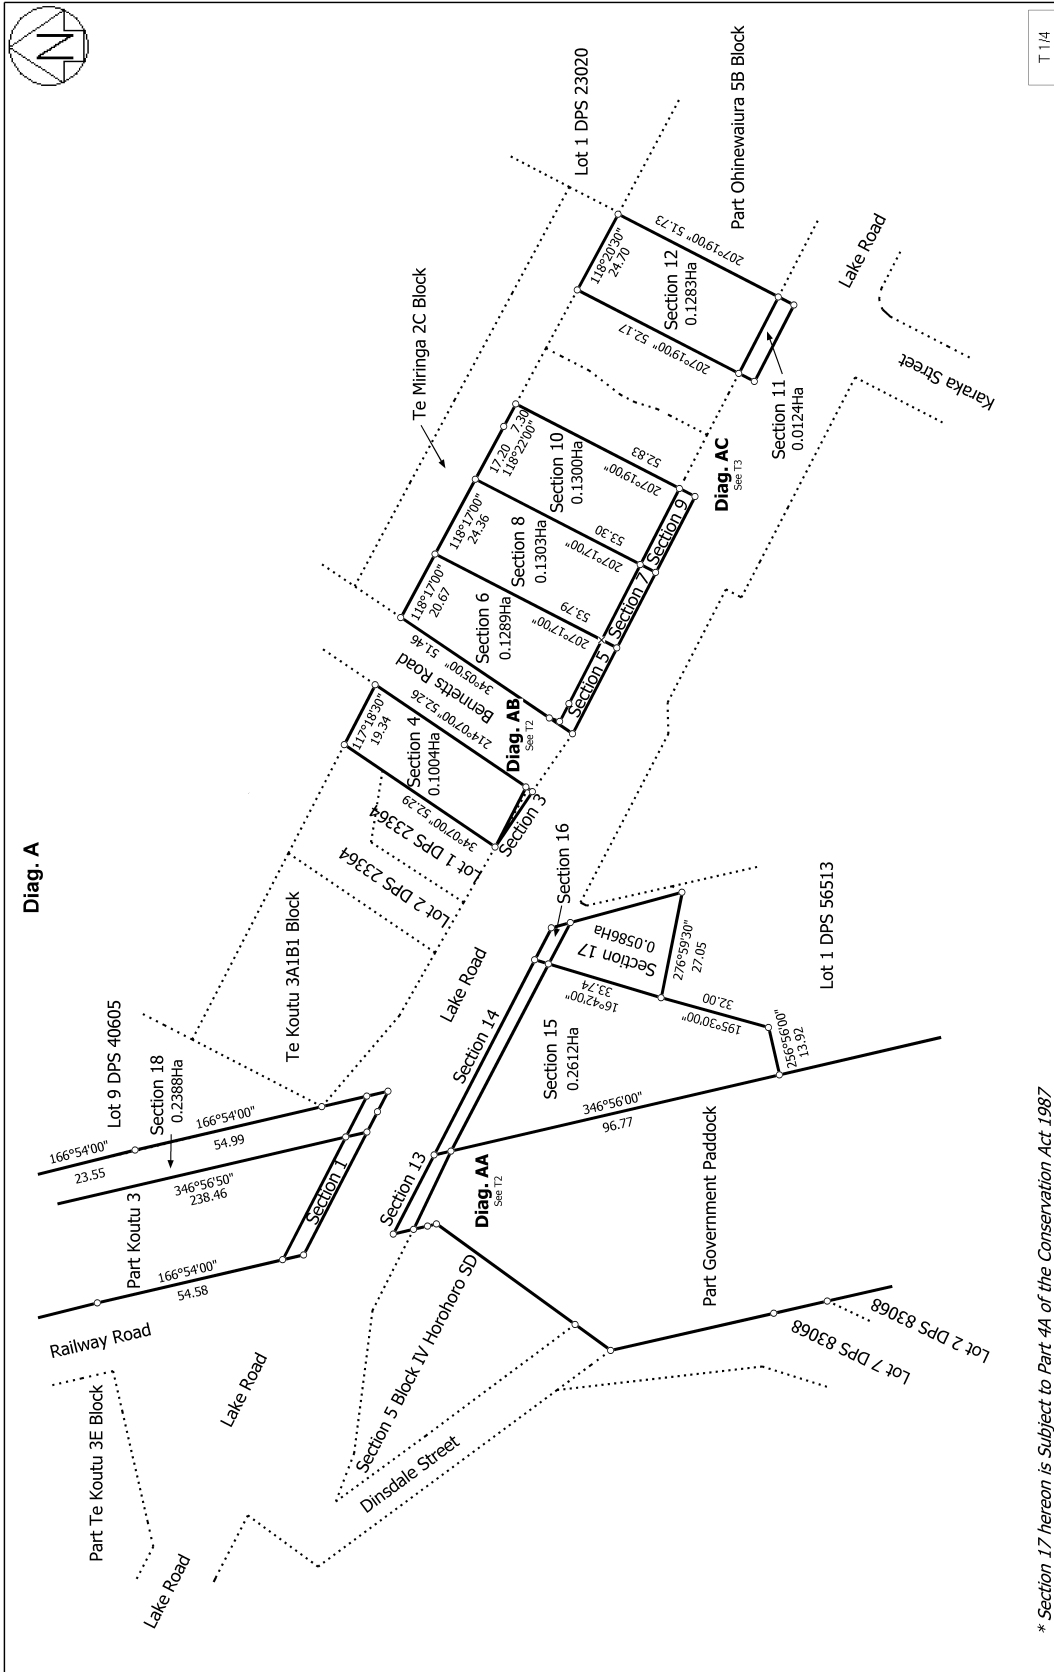 Diag. A
N
T 1/4
Lot 1 DPS 23020
Part Ohinewaiura 5B Block
Te Miringa 2C Block
118°20'30"
24.70
207°19'00" 51.73
Section 12
0.1283Ha
207°19'00" 52.17
Lake Road
Karaka Street
Section 11
0.0124Ha
17.20 7.30
118°22'00"
Section 10
0.1300Ha
52.83
207°19'00"
Section 9
Diag. AC
See T3
118°17'00"
24.36
Section 8
0.1303Ha
53.30
207°17'00"
Section 7
118°17'00"
20.67
Section 6
0.1289Ha
53.79
207°17'00"
Section 5
34°05'00" 51.46
Bennetts Road
214°07'00" 52.26
Diag. AB
See T2
117°18'30"
19.34
Section 4
0.1004Ha
34°07'00" 52.29
Section 3
Lot 1 DPS 23364
Lot 2 DPS 23364
Te Koutu 3A1B1 Block
Lake Road
Section 16
Section 17
0.0586Ha
276°59'30"
27.05
16°42'00"
33.74
195°30'00"
32.00
256°56'00"
13.92
Lot 1 DPS 56513
Section 14
Section 15
0.2612Ha
346°56'00"
96.77
Lot 9 DPS 40605
Section 18
0.2388Ha
166°54'00"
23.55
166°54'00"
54.99
346°56'50"
238.46
Part Koutu 3
Section 1
166°54'00"
54.58
Section 13
Diag. AA
See T2
Part Government Paddock
Railway Road
Lake Road
Section 5 Block IV Horohoro SD
Dinsdale Street
Lot 7 DPS 83068
Lot 2 DPS 83068
Part Te Koutu 3E Block
Lake Road
* Section 17 hereon is Subject to Part 4A of the Conservation Act 1987